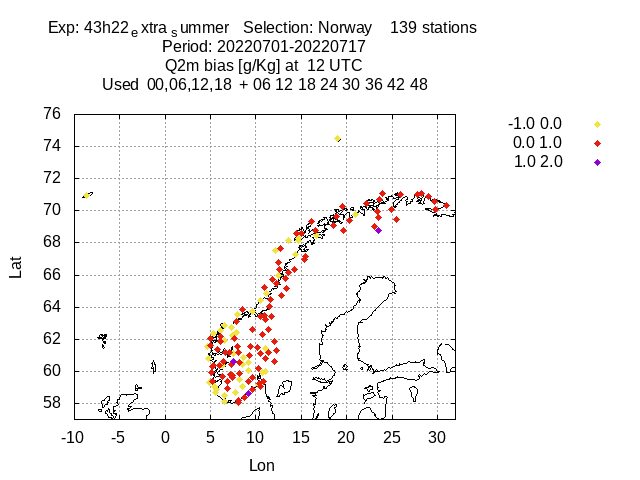 Exp: 43h22extrasummer Selection: Norway 139 stations
Period: 20220701-20220717
Q2m bias [g/Kg] at 12 UTC
Used 00,06,12,18 + 06 12 18 24 30 36 42 48
-1.0 0.0
0.0 1.0
1.0 2.0
76
74
72
70
68
66
64
62
60
58
Lat
-10 -5 0 5 10 15 20 25 30
Lon